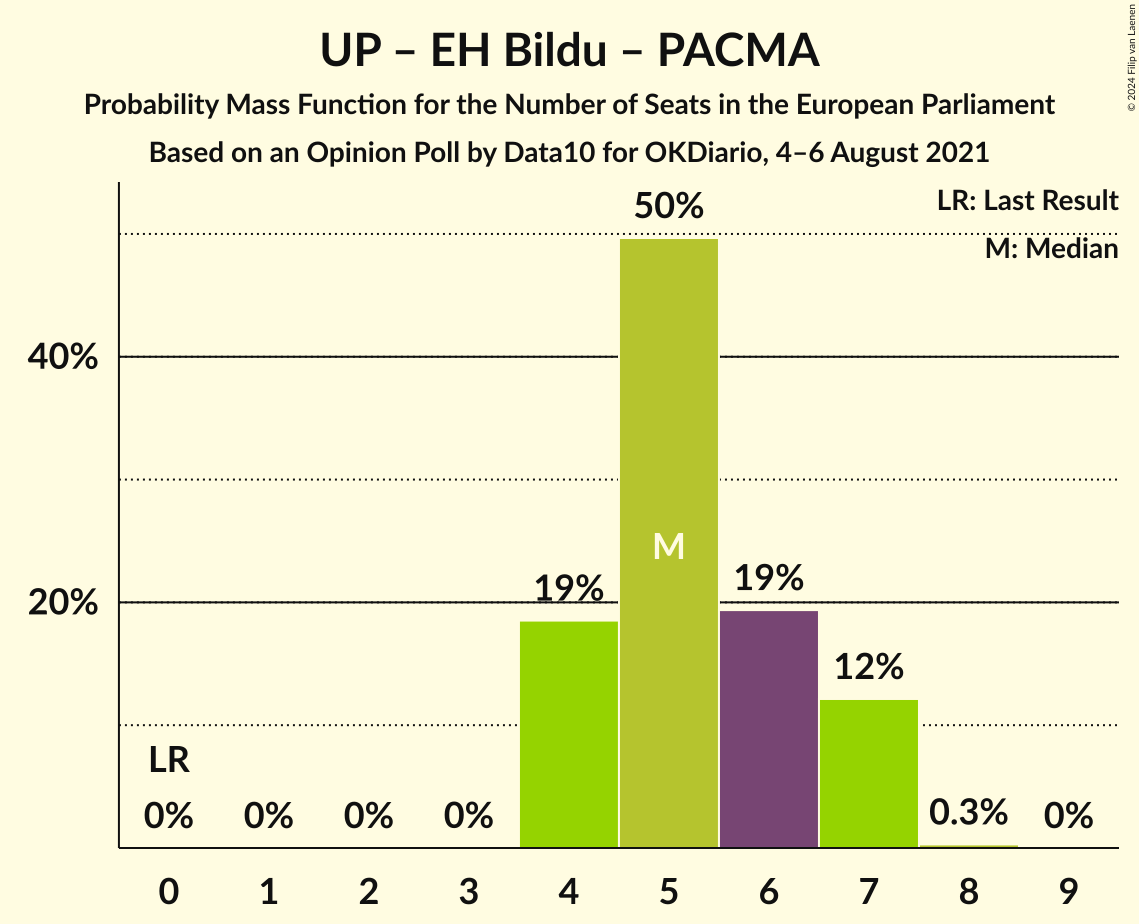 UP – EH Bildu – PACMA
Probability Mass Function for the Number of Seats in the European Parliament
Based on an Opinion Poll by Data10 for OKDiario, 4–6 August 2021
© 2024 Filip van Laenen
LR: Last Result
M: Median
50%
40%
M
19%
19%
20%
12%
LR
0%
0%
0%
0%
0.3%
0%
0
1
2
3
4
5
6
7
8
9